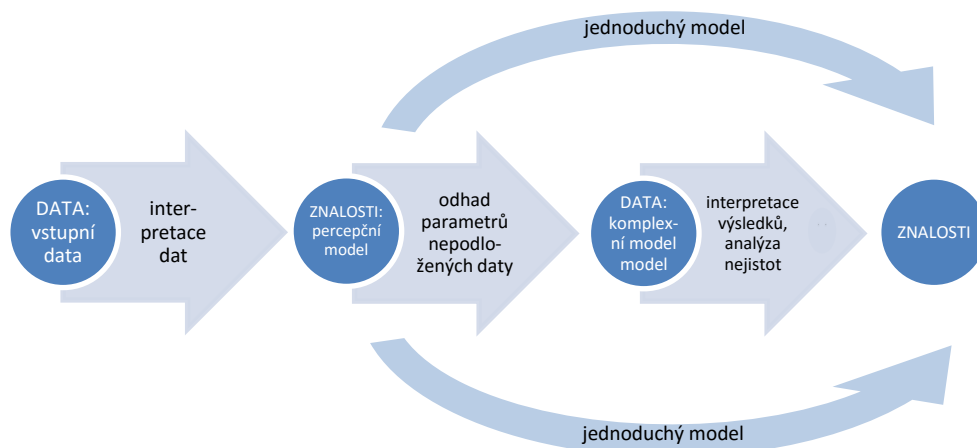 jednoduchý model
DATA:
vstupní
data
inter-
pretace
dat
ZNALOSTI:
percepční
model
odhad
parametrů
nepodlo-
žených daty
DATA:
komplex-
ní model
model
interpretace
výsledků,
analýza
nejistot
ZNALOSTI
jednoduchý model